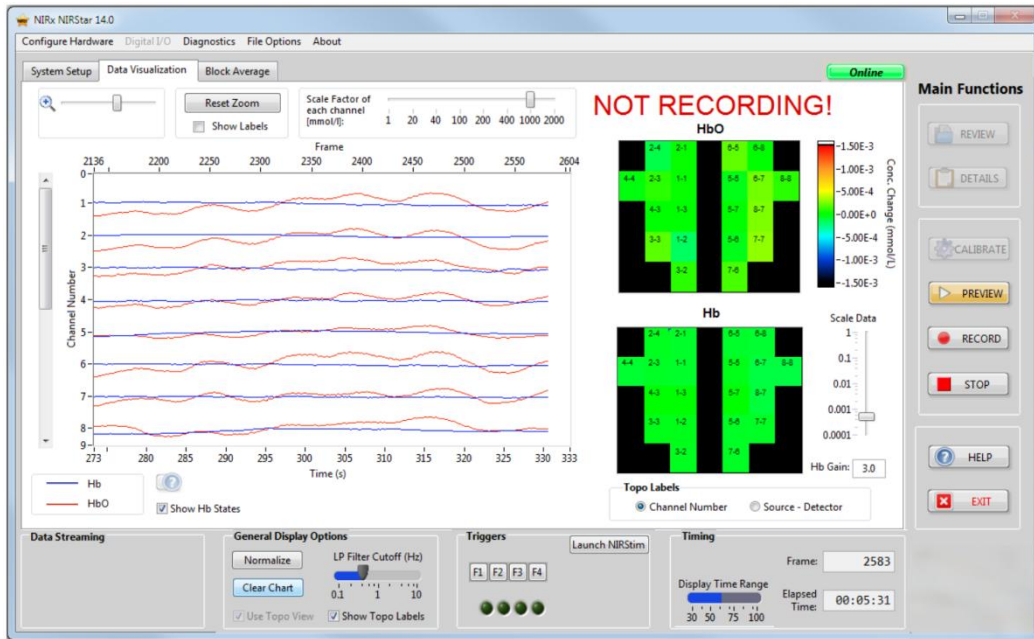 NIRx NIRStar 14.0
Configure Hardware Digital I/O Diagnostics File Options About
System Setup Data Visualization Block Average
Online
Reset Zoom
Show Labels
Scale Factor of
each channel
[mmol/l]:
1 20 40 100 200 400 1000 2000
NOT RECORDING!
Frame
2136 2200 2250 2300 2350 2400 2450 2500 2550 2604
0
1
2
3
4
5
6
7
8
9
Channel Number
273 280 285 290 295 300 305 310 315 320 325 333
Time (s)
Hb
HbO
Show Hb States
HbO
2-4 2-1 6-8
4-4 2-3 1-1 5-5 6-7 8-8
4-3 1-3 5-7 8-7
3-3 1-2 5-6 7-7
3-2 7-6
-1.50E-3
-1.00E-3
-5.00E-4
-0.00E+0
-5.00E-4
-1.00E-3
-1.50E-3
Conc. Change (mmol/L)
Hb
2-4 2-1 6-8
4-4 2-3 1-1 5-5 6-7 8-8
4-3 1-3 5-7 8-7
3-3 1-2 5-6 7-7
3-2 7-6
Scale Data
1
0.1
0.01
0.001
0.0001
Hb Gain: 3.0
Topo Labels
Channel Number Source - Detector
Main Functions
REVIEW
DETAILS
CALIBRATE
PREVIEW
RECORD
STOP
HELP
EXIT
Data Streaming
General Display Options
Normalize
Clear Chart
LP Filter Cutoff (Hz)
0.1 1 10
Use Topo View Show Topo Labels
Triggers
Launch NIRStim
F1 F2 F3 F4
Timing
Display Time Range
30 50 75 100
Frame: 2583
Elapsed
Time: 00:05:31